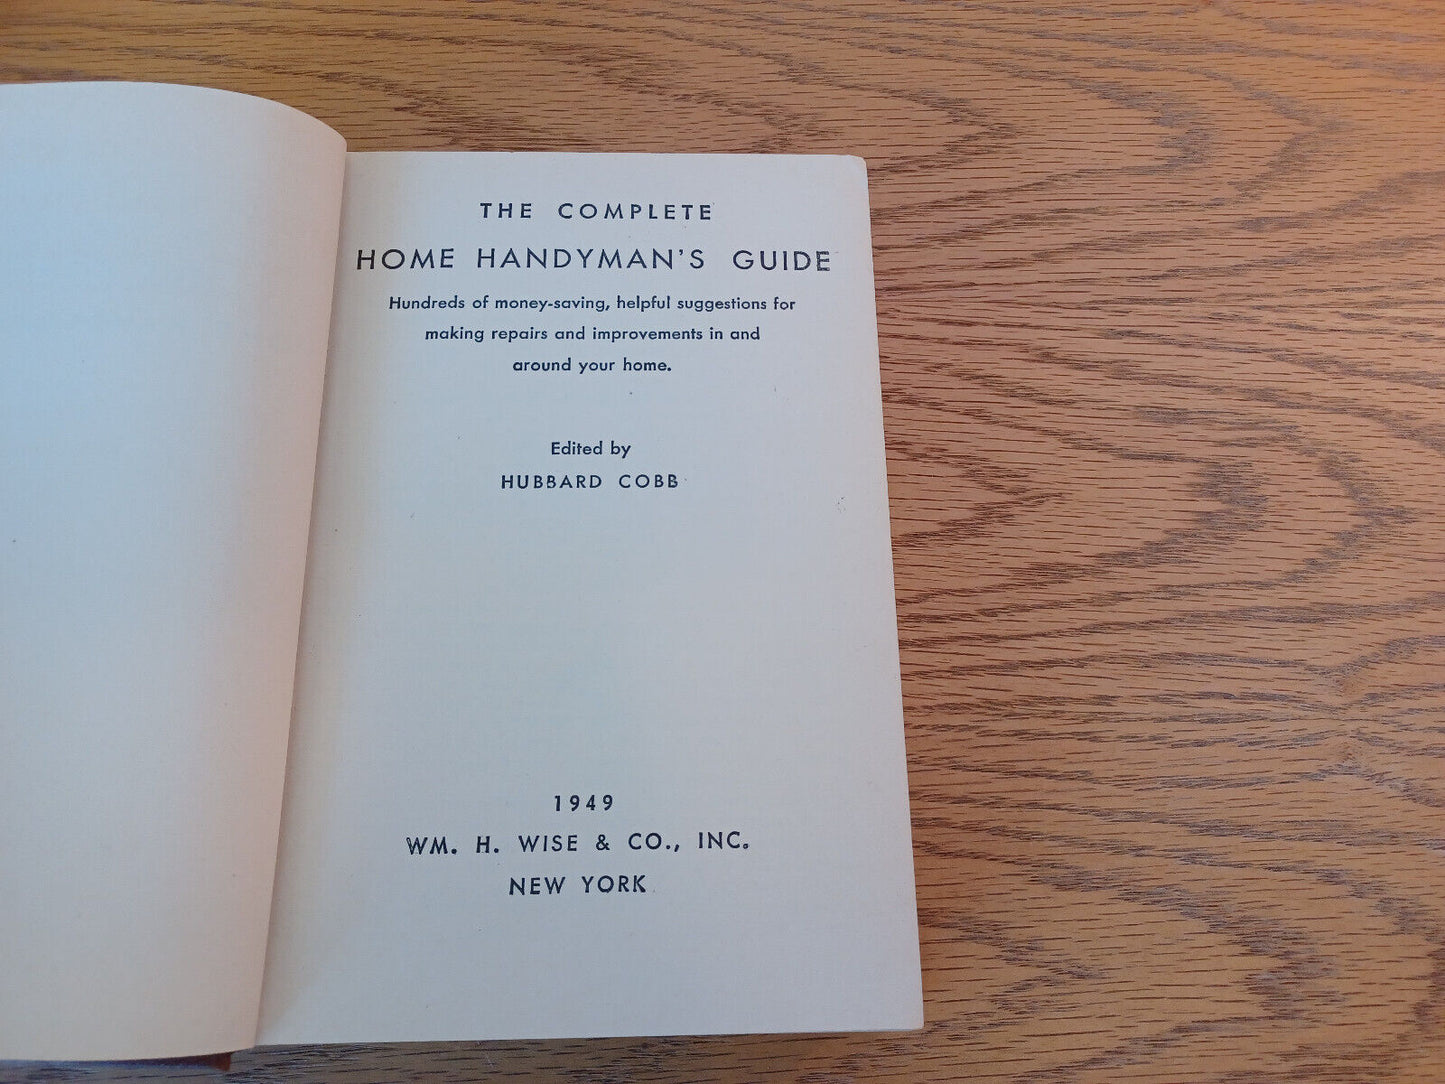 THE COMPLETE
HOME HANDYMAN'S GUIDE
Hundreds of money-saving, helpful suggestions for
making repairs and improvements in and
around your home.
Edited by
HUBBARD COBB
1949
WM. H. WISE & CO., INC.
NEW YORK